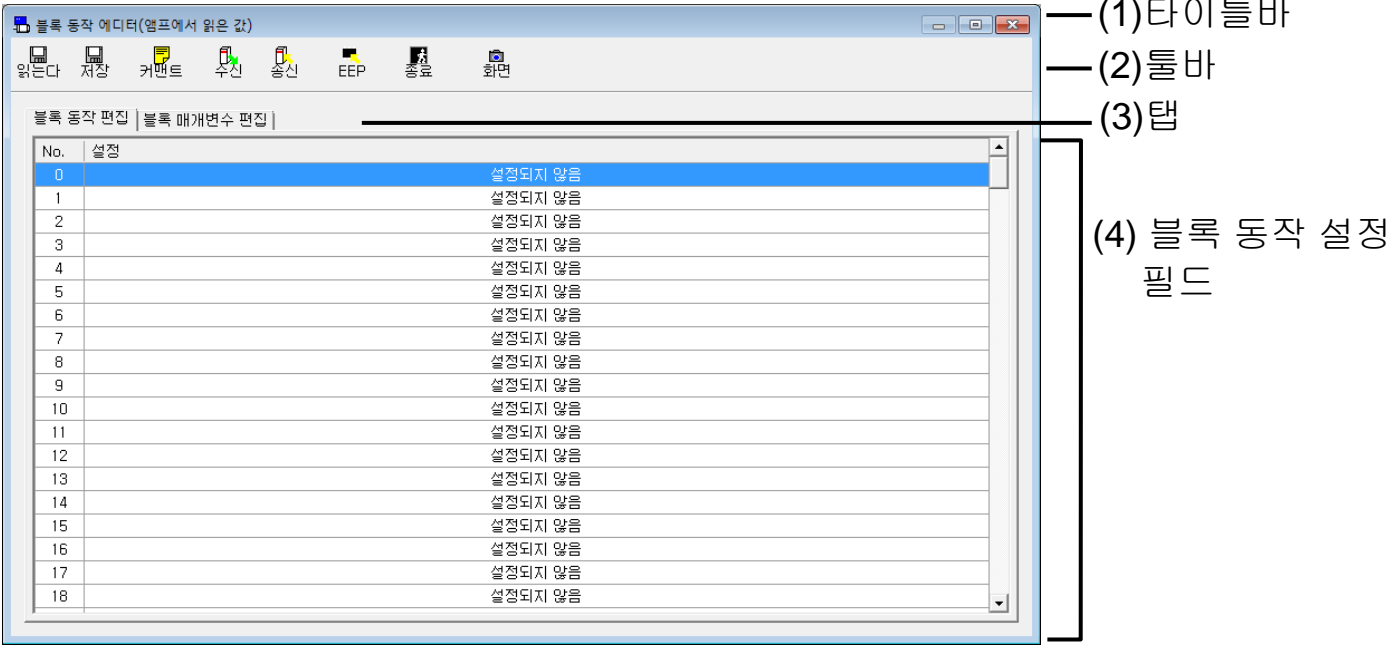 블록 동작 에디터(앰프에서 읽은 값)
(1)타이틀바
읽는다 저장 커맨트 수신 송신 EEP 종료 화면
(2)툴바
블록 동작 편집 블록 매개변수 편집
(3)탭
No. 설정
0 설정되지 않음
1 설정되지 않음
2 설정되지 않음
3 설정되지 않음
4 설정되지 않음
5 설정되지 않음
6 설정되지 않음
7 설정되지 않음
8 설정되지 않음
9 설정되지 않음
10 설정되지 않음
11 설정되지 않음
12 설정되지 않음
13 설정되지 않음
14 설정되지 않음
15 설정되지 않음
16 설정되지 않음
17 설정되지 않음
18 설정되지 않음
(4) 블록 동작 설정
필드